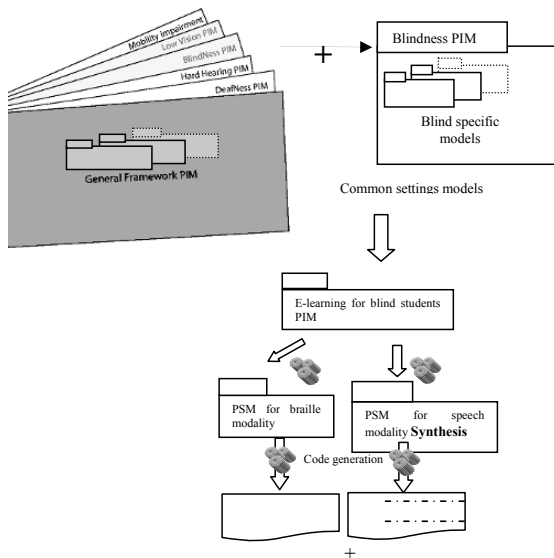 Mobility Impairment
Low Vision PIM
BlindNess PIM
Hard Hearing PIM
DeafNess PIM
General Framework PIM
+
Blindness PIM
Blind specific
models
Common settings models
E-learning for blind students
PIM
PSM for braille
modality
PSM for speech
modality Synthesis
Code generation
+